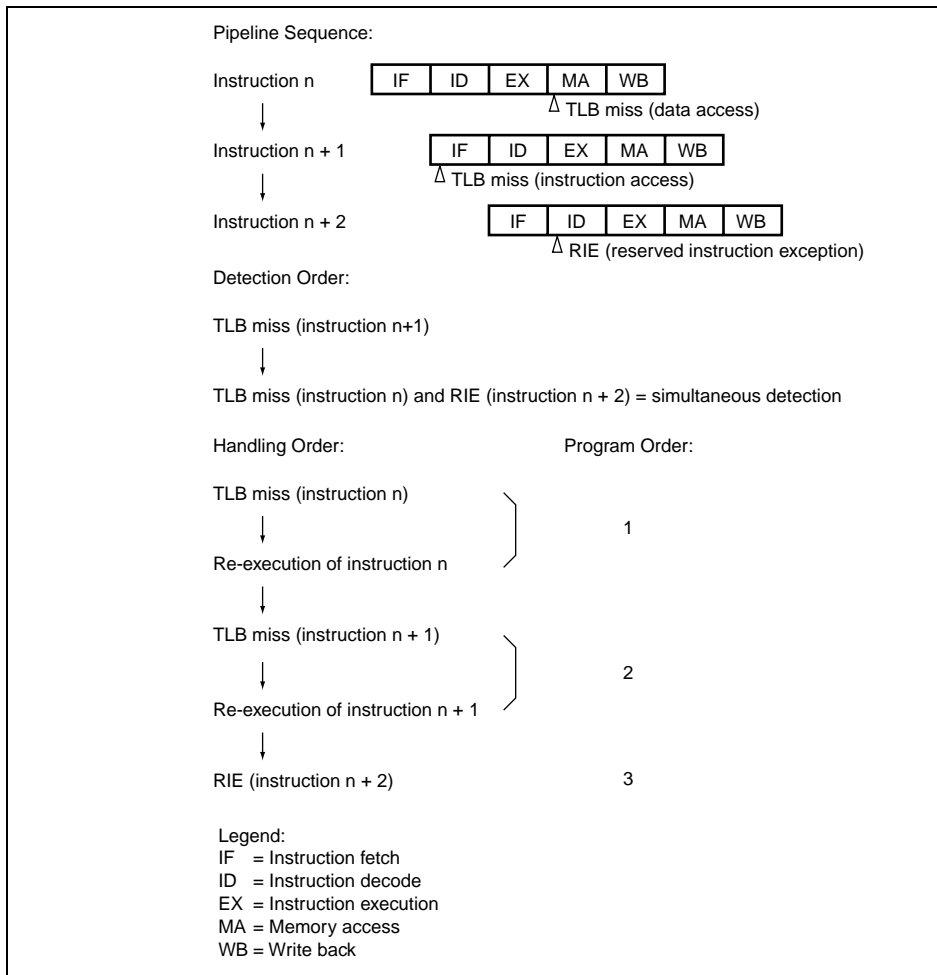 Pipeline Sequence:
Instruction n IF ID EX MA WB
TLB miss (data access)
Instruction n + 1 IF ID EX MA WB
TLB miss (instruction access)
Instruction n + 2 IF ID EX MA WB
RIE (reserved instruction exception)
Detection Order:
TLB miss (instruction n+1)
TLB miss (instruction n) and RIE (instruction n + 2) = simultaneous detection
Handling Order: Program Order:
TLB miss (instruction n)
1
Re-execution of instruction n
TLB miss (instruction n + 1)
2
Re-execution of instruction n + 1
RIE (instruction n + 2) 3
Legend:
IF = Instruction fetch
ID = Instruction decode
EX = Instruction execution
MA = Memory access
WB = Write back